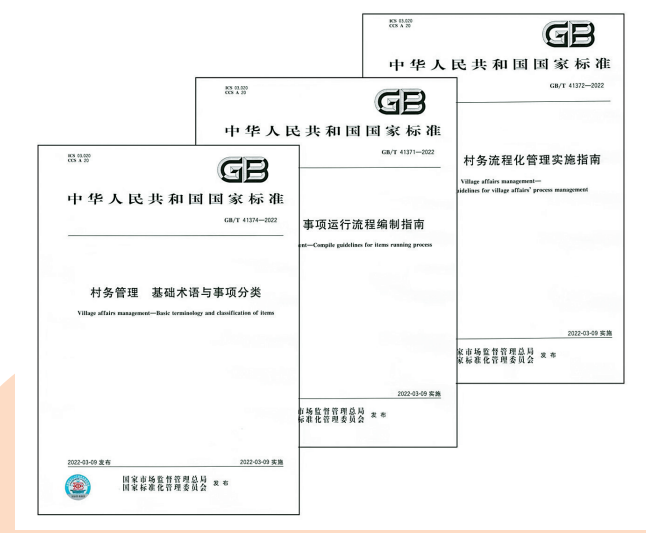 ICS 03.020
CCS A 20
GB
中华人民共和国国家标准
GB/T 41372—2022
村务流程化管理实施指南
Village affairs management—
uidelines for village affairs' process management
2022-03-09 实施
家市场监督管理总局
家标准化管理委员会
发布
ICS 03.020
CCS A 20
GB
中华人民共和国国家标准
GB/T 41371—2022
事项运行流程编制指南
ent—Compile guidelines for items running process
2022-03-09 实施
市场监督管理总局
标准化管理委员会
发布
ICS 03.020
CCS A 20
GB
中华人民共和国国家标准
GB/T 41374—2022
村务管理 基础术语与事项分类
Village affairs management—Basic terminology and classification of items
2022-03-09 发布
2022-03-09 实施
国家市场监督管理总局
国家标准化管理委员会
发布